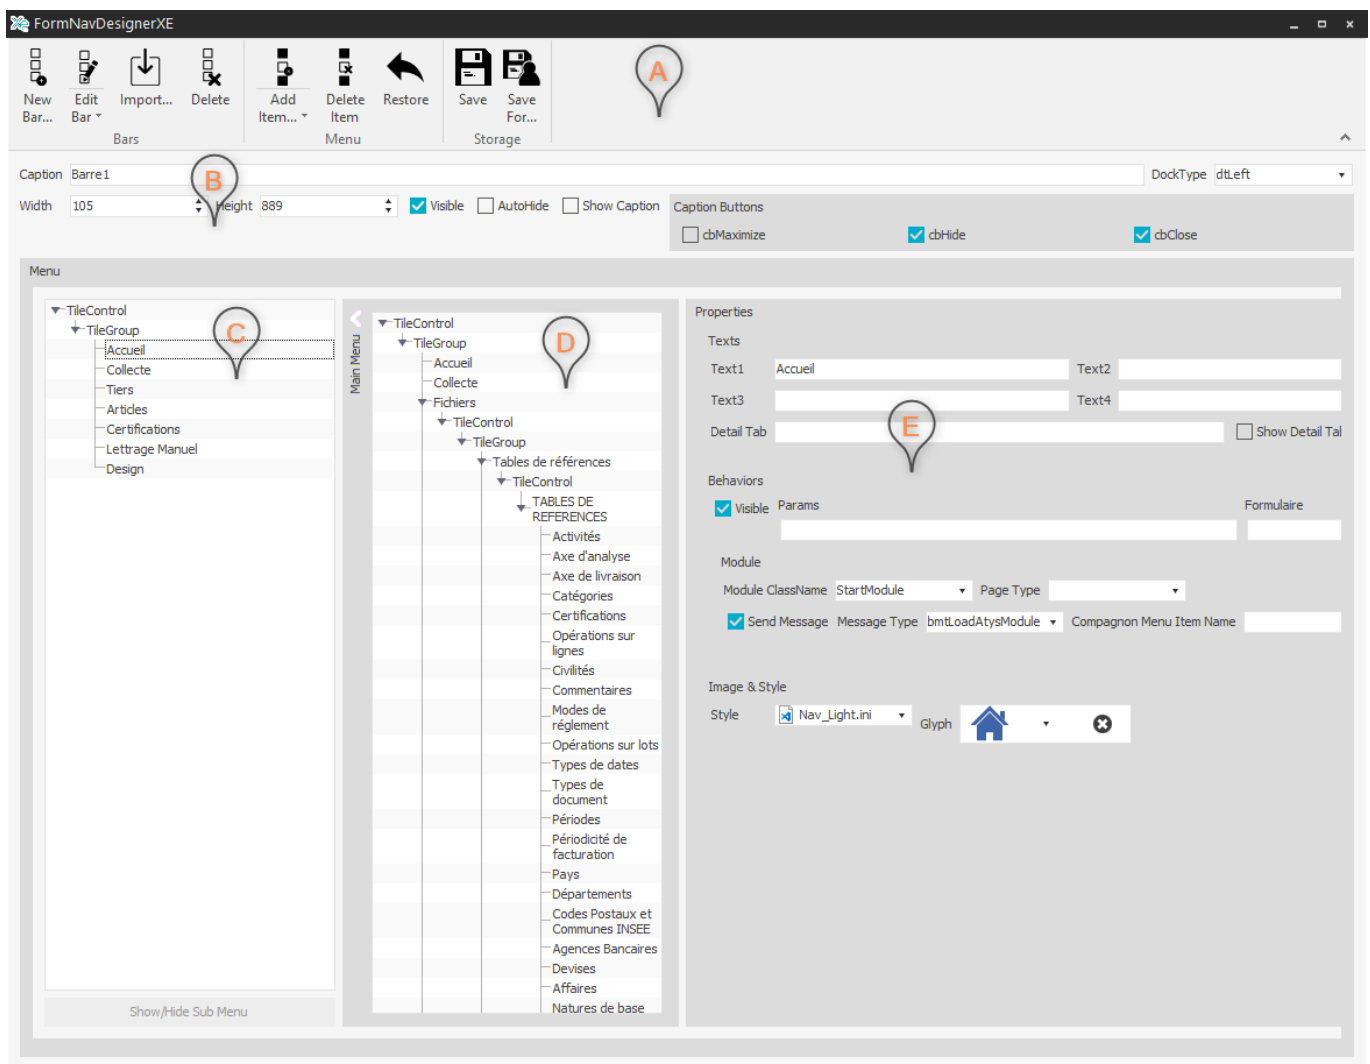 FormNavDesignerXE
New Bar...
Edit Bar
Import...
Delete
Add Item...
Delete Item
Restore
Save
Save For...
Bars
Menu
Storage
A
Caption Barre1
DockType dtLeft
B
Width 105
Height 889
Visible
AutoHide
Show Caption
Caption Buttons
cbMaximize
cbHide
cbClose
Menu
TileControl
TileGroup
Accueil
Collecte
Tiers
Articles
Certifications
Lettrage Manuel
Design
C
Show/Hide Sub Menu
Main Menu
D
TileControl
TileGroup
Accueil
Collecte
Fichiers
TileControl
TileGroup
Tables de références
TileControl
TABLES DE
REFERENCES
Activités
Axe d'analyse
Axe de livraison
Catégories
Certifications
Opérations sur
lignes
Civilités
Commentaires
Modes de
réglement
Opérations sur lots
Types de dates
Types de
document
Périodes
Périodicité de
facturation
Pays
Départements
Codes Postaux et
Communes INSEE
Agences Bancaires
Devises
Affaires
Natures de base
Properties
Texts
Text1 Accueil
Text2
Text3
Text4
E
Detail Tab
Show Detail Tal
Behaviors
Visible
Params
Formulaire
Module
Module ClassName StartModule
Page Type
Send Message
Message Type bmtLoadAtysModule
Compagnon Menu Item Name
Image & Style
Style Nav_Light.ini
Glyph